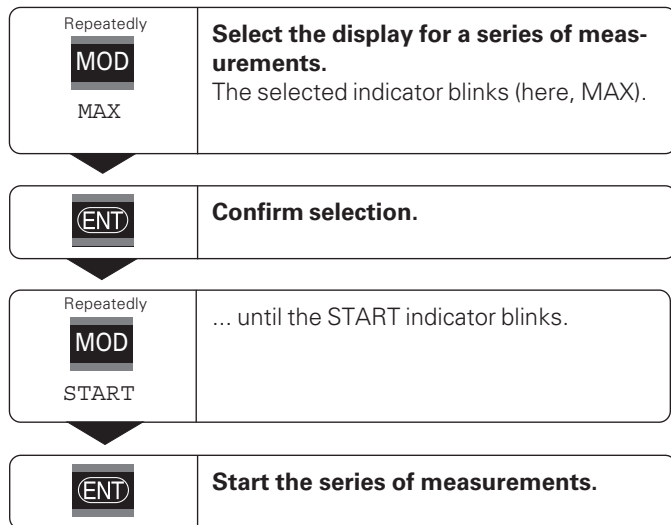 Repeatedly
MOD
MAX
Select the display for a series of meas-
urements.
The selected indicator blinks (here, MAX).
ENT
Confirm selection.
Repeatedly
MOD
START
... until the START indicator blinks.
ENT
Start the series of measurements.